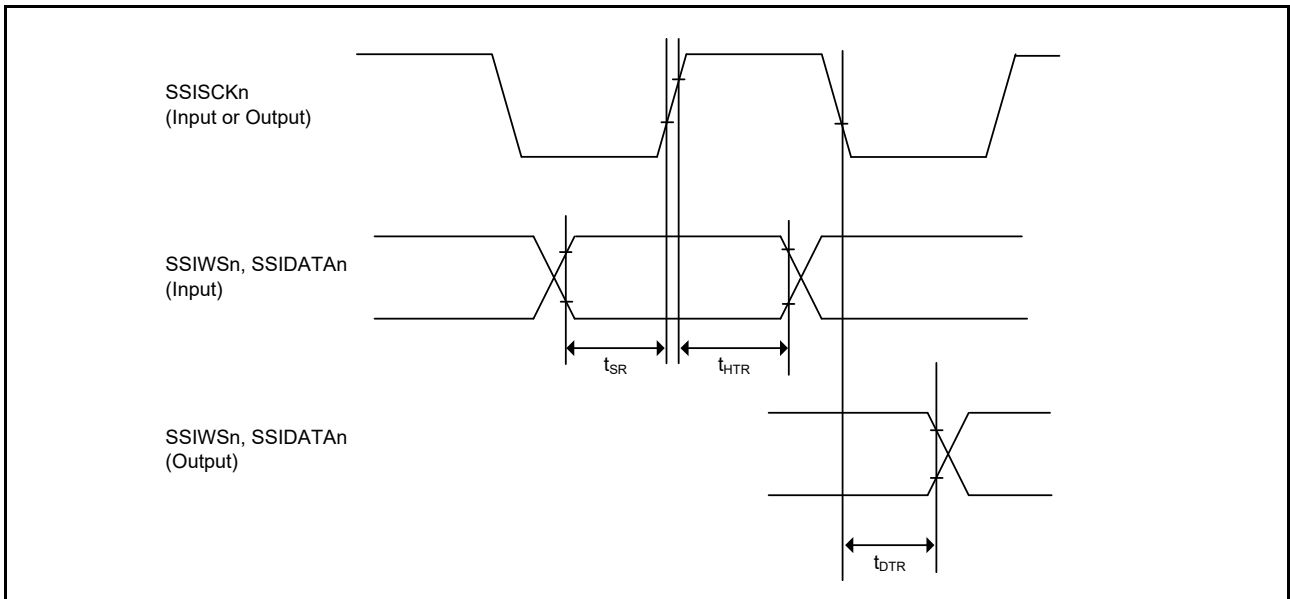 SSISCKn
(Input or Output)
SSIWSn, SSIDATAn
(Input)
tSR
tHTR
SSIWSn, SSIDATAn
(Output)
tDTR